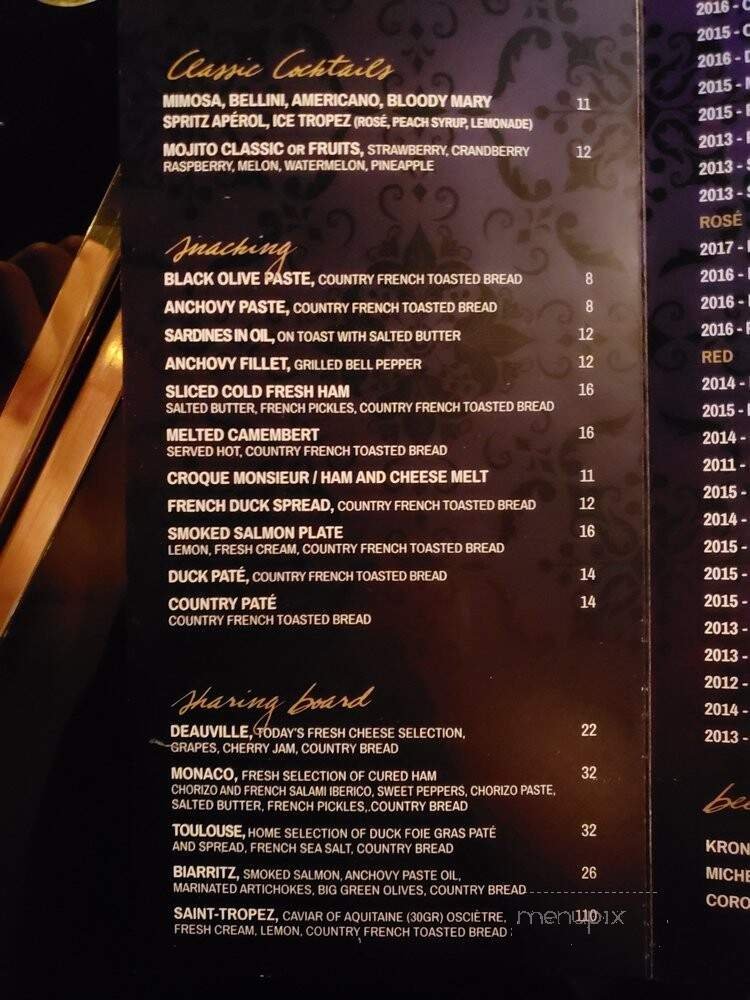 Classic Cocktails
MIMOSA, BELLINI, AMERICANO, BLOODY MARY 11
SPRITZ APÉROL, ICE TROPEZ (ROSÉ, PEACH SYRUP, LEMONADE)
MOJITO CLASSIC OR FRUITS, STRAWBERRY, CRANDBERRY 12
RASPBERRY, MELON, WATERMELON, PINEAPPLE
Snaching
BLACK OLIVE PASTE, COUNTRY FRENCH TOASTED BREAD 8
ANCHOVY PASTE, COUNTRY FRENCH TOASTED BREAD 8
SARDINES IN OIL, ON TOAST WITH SALTED BUTTER 12
ANCHOVY FILLET, GRILLED BELL PEPPER 12
SLICED COLD FRESH HAM 16
SALTED BUTTER, FRENCH PICKLES, COUNTRY FRENCH TOASTED BREAD
MELTED CAMEMBERT 16
SERVED HOT, COUNTRY FRENCH TOASTED BREAD
CROQUE MONSIEUR / HAM AND CHEESE MELT 11
FRENCH DUCK SPREAD, COUNTRY FRENCH TOASTED BREAD 12
SMOKED SALMON PLATE 16
LEMON, FRESH CREAM, COUNTRY FRENCH TOASTED BREAD
DUCK PATÉ, COUNTRY FRENCH TOASTED BREAD 14
COUNTRY PATÉ 14
COUNTRY FRENCH TOASTED BREAD
Sharing board
DEAUVILLE, TODAY'S FRESH CHEESE SELECTION, 22
GRAPES, CHERRY JAM, COUNTRY BREAD
MONACO, FRESH SELECTION OF CURED HAM 32
CHORIZO AND FRENCH SALAMI IBERICO, SWEET PEPPERS, CHORIZO PASTE,
SALTED BUTTER, FRENCH PICKLES,.COUNTRY BREAD
TOULOUSE, HOME SELECTION OF DUCK FOIE GRAS PATÉ 32
AND SPREAD, FRENCH SEA SALT, COUNTRY BREAD
BIARRITZ, SMOKED SALMON, ANCHOVY PASTE OIL, 26
MARINATED ARTICHOKES, BIG GREEN OLIVES, COUNTRY BREAD
SAINT-TROPEZ, CAVIAR OF AQUITAINE (30GR) OSCIÈTRE, 110
FRESH CREAM, LEMON, COUNTRY FRENCH TOASTED BREAD
menupix
2016 -
2015 -
2016 -
2015 -
2015 -
2013 -
2013 -
2013 -
ROSÉ
2017 -
2016 -
2016 -
2016 -
RED
2014 -
2015 -
2014 -
2011 -
2015 -
2014 -
2015 -
2015 -
2015 -
2013 -
2013 -
2012 -
2014 -
2013 -
bee
KRON
MICHE
CORO